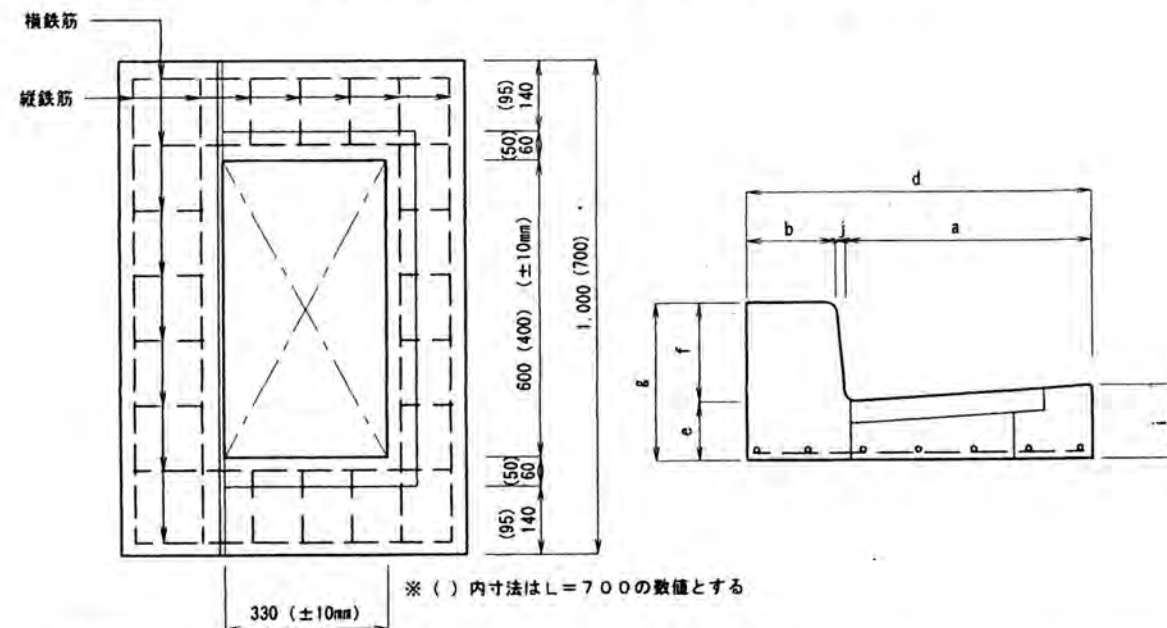 横鉄筋
縦鉄筋
(95)
140
(50)
60
600 (400) (±10mm)
1,000 (700)
(50)
60
(95)
140
330 (±10mm)
※ ( ) 内寸法はL=700の数値とする
d
b
j
a
f
g
e